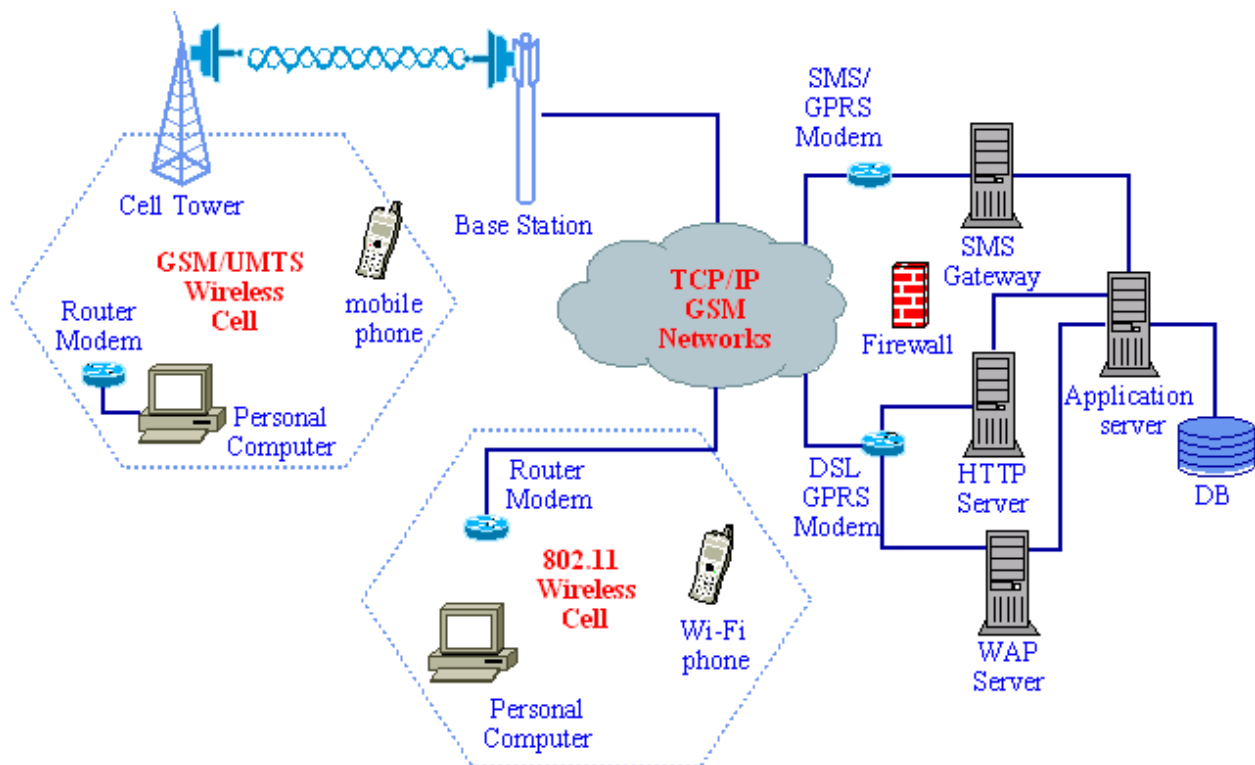 SMS/
GPRS
Modem
Cell Tower
Base Station
SMS
Gateway
GSM/UMTS
Wireless
Cell
mobile
phone
TCP/IP
GSM
Networks
Firewall
Router
Modem
Personal
Computer
Application
server
Router
Modem
DSL
GPRS
Modem
HTTP
Server
DB
802.11
Wireless
Cell
Wi-Fi
phone
WAP
Server
Personal
Computer